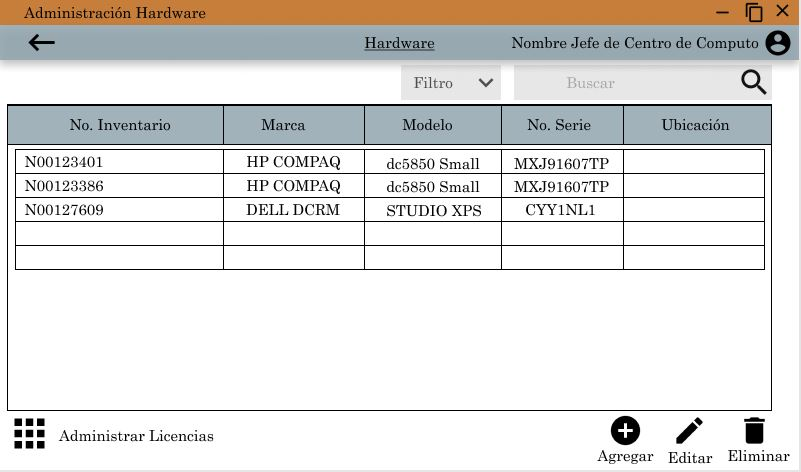 Administración Hardware
Hardware Nombre Jefe de Centro de Computo
Filtro Buscar
No. Inventario Marca Modelo No. Serie Ubicación
N00123401 HP COMPAQ dc5850 Small MXJ91607TP
N00123386 HP COMPAQ dc5850 Small MXJ91607TP
N00127609 DELL DCRM STUDIO XPS CYY1NL1
Administrar Licencias Agregar Editar Eliminar